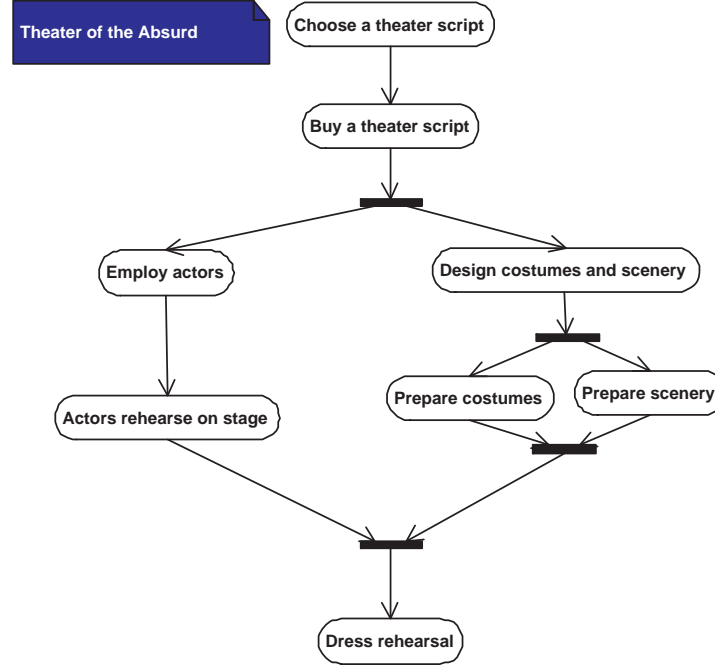 Theater of the Absurd
Choose a theater script
Buy a theater script
Employ actors
Design costumes and scenery
Prepare costumes
Prepare scenery
Actors rehearse on stage
Dress rehearsal